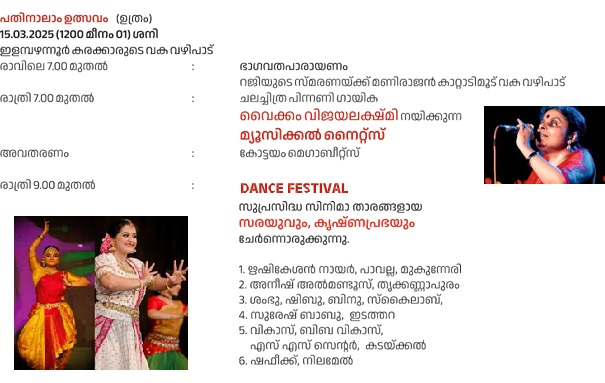 പതിനാലാം ഉത്സവം (ഉത്രം)
15.03.2025 (1200 മീനം 01) ശനി
ഇളമ്പഴന്നൂർ കരക്കാരുടെ വക വഴിപാട്
രാവിലെ 7.00 മുതൽ : ഭാഗവതപാരായണം
റജിയുടെ സ്മരണയ്ക്ക് മണിരാജൻ കാറ്റാടിമൂട് വക വഴിപാട്
രാത്രി 7.00 മുതൽ : ചലച്ചിത്ര പിന്നണി ഗായിക
വൈക്കം വിജയലക്ഷ്മി നയിക്കുന്ന
മ്യൂസിക്കൽ നൈറ്റ്സ്
അവതരണം : കോട്ടയം മെഗാബീറ്റ്സ്
രാത്രി 9.00 മുതൽ : DANCE FESTIVAL
സുപ്രസിദ്ധ സിനിമാ താരങ്ങളായ
സരയുവും, കൃഷ്ണപ്രഭയും
ചേർന്നൊരുക്കുന്നു.
1. ഋഷികേശൻ നായർ, പാവല്ല, മുകുന്നേരി
2. അനീഷ് അൽമണ്ടൂസ്, തൃക്കണ്ണാപുരം
3. ശംഭു, ഷിബു, ബിനു, സ്കൈലാബ്,
4. സുരേഷ് ബാബു, ഇടത്തറ
5. വികാസ്, ബിബ വികാസ്,
എസ് എസ് സെന്റർ, കടയ്ക്കൽ
6. ഷഫീക്ക്, നിലമേൽ